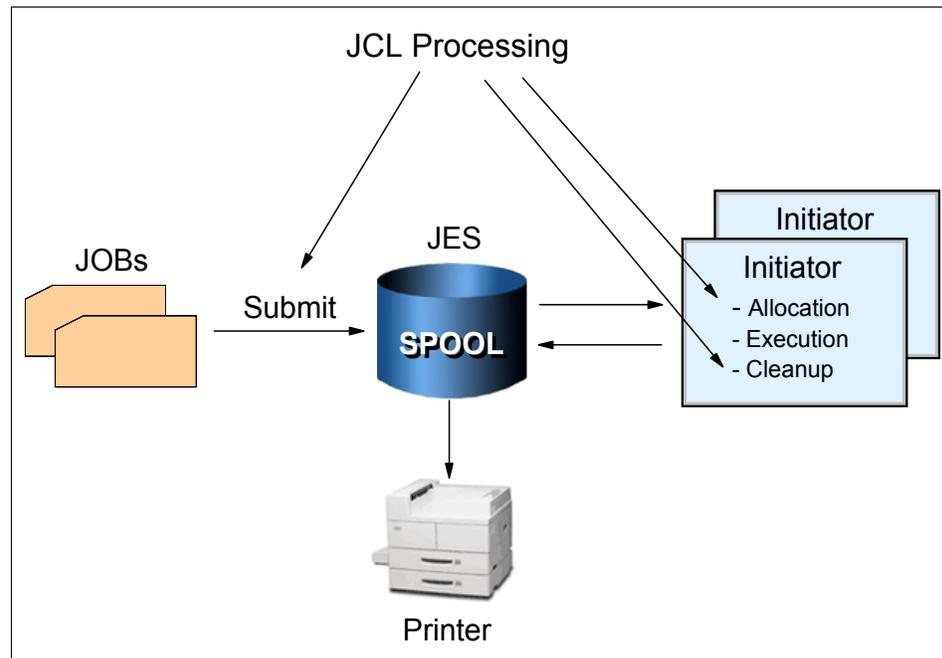 JCL Processing
JOBs
Submit
JES
SPOOL
Initiator
Initiator
- Allocation
- Execution
- Cleanup
Printer